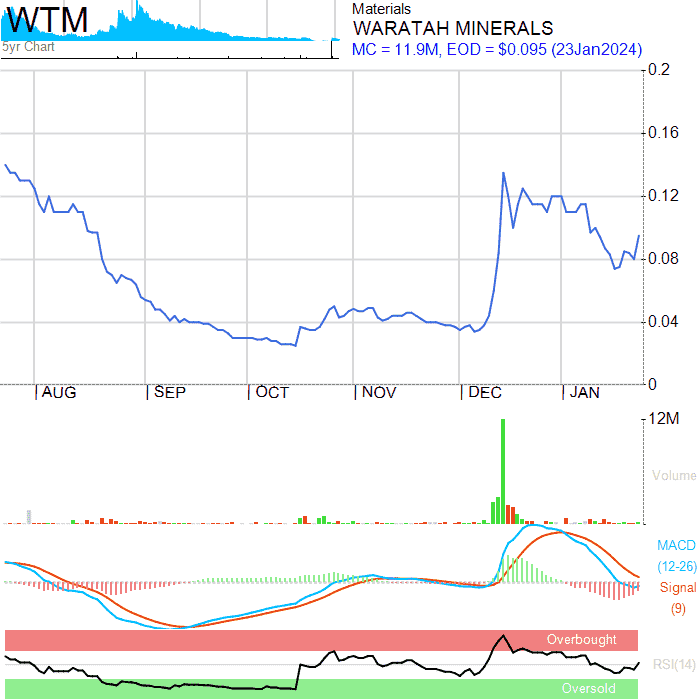 WTM
5yr Chart
Materials
WARATAH MINERALS
MC = 11.9M, EOD = $0.095 (23Jan2024)
0.2
0.16
0.12
0.08
0.04
0
AUG SEP OCT NOV DEC JAN
12M
Volume
MACD
(12-26)
Signal
(9)
Overbought
RSI(14)
Oversold